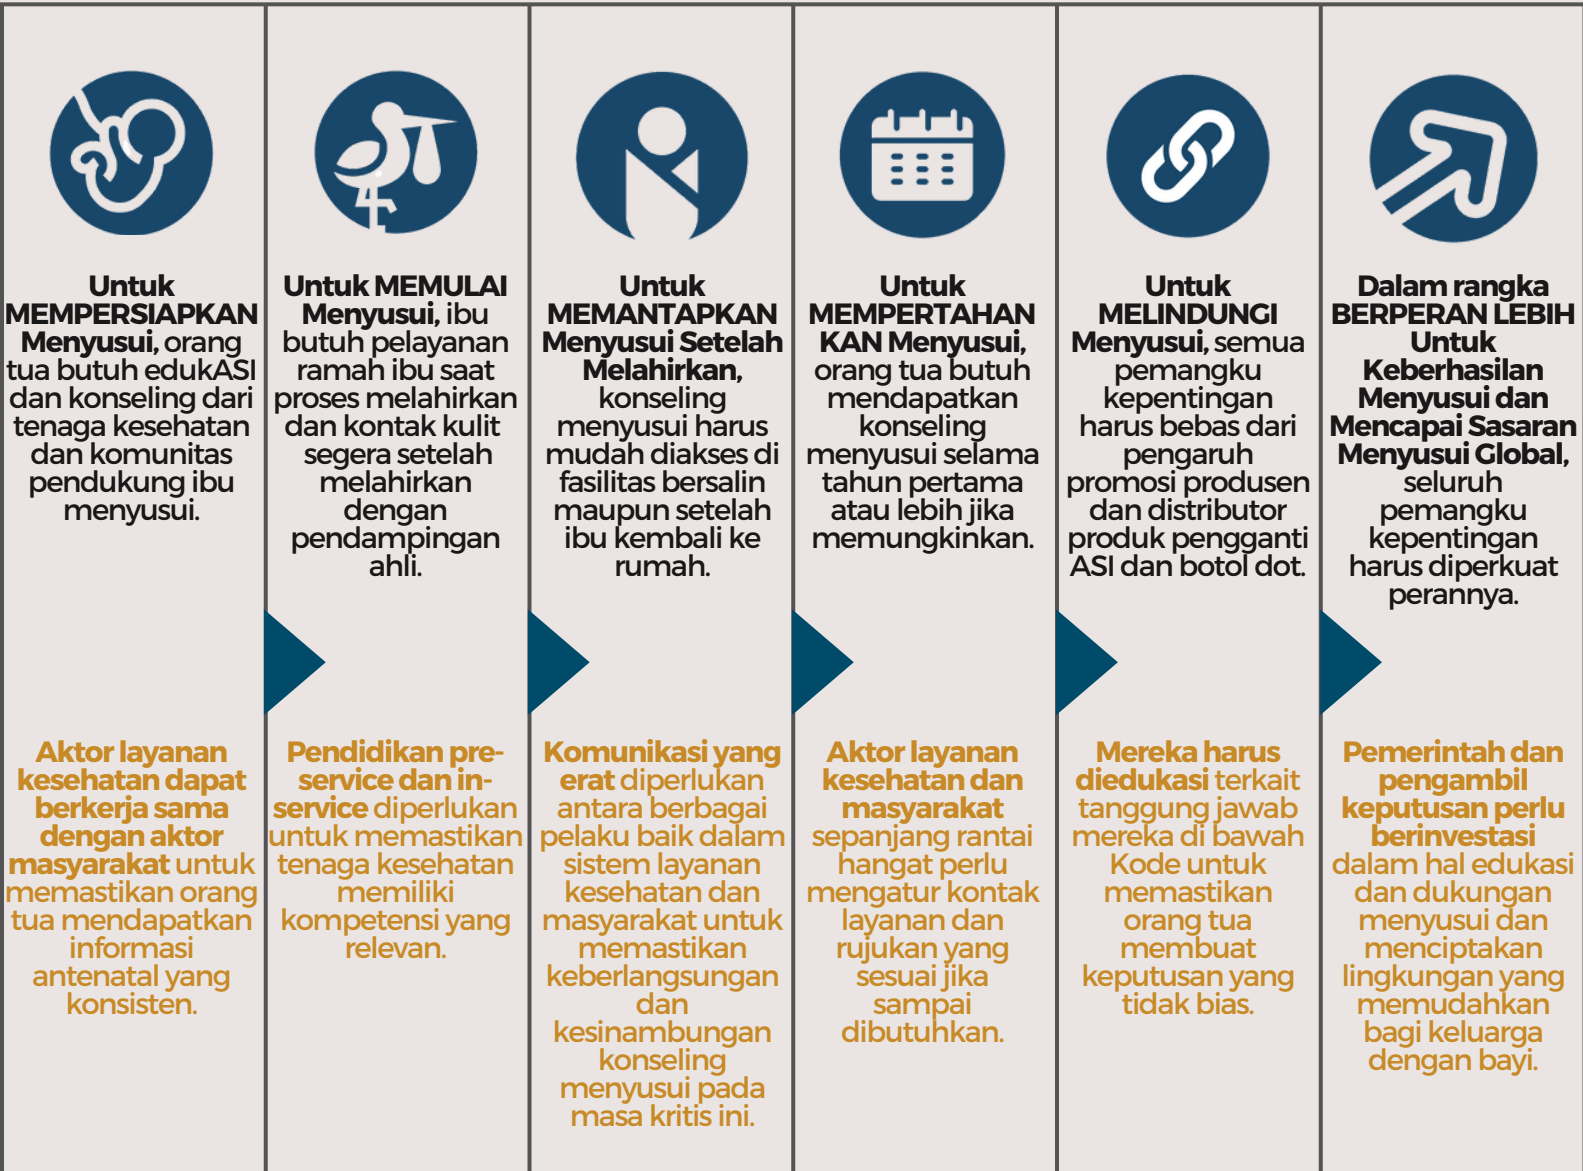 Untuk
MEMPERSIAPKAN
Menyusui, orang
tua butuh edukASI
dan konseling dari
tenaga kesehatan
dan komunitas
pendukung ibu
menyusui.
Aktor layanan
kesehatan dapat
berkerja sama
dengan aktor
masyarakat untuk
memastikan orang
tua mendapatkan
informasi
antenatal yang
konsisten.
Untuk MEMULAI
Menyusui, ibu
butuh pelayanan
ramah ibu saat
proses melahirkan
dan kontak kulit
segera setelah
melahirkan
dengan
pendampingan
ahli.
Pendidikan pre-
service dan in-
service diperlukan
untuk memastikan
tenaga kesehatan
memiliki
kompetensi yang
relevan.
Untuk
MEMANTAPKAN
Menyusui Setelah
Melahirkan,
konseling
menyusui harus
mudah diakses di
fasilitas bersalin
maupun setelah
ibu kembali ke
rumah.
Komunikasi yang
erat diperlukan
antara berbagai
pelaku baik dalam
sistem layanan
kesehatan dan
masyarakat untuk
memastikan
keberlangsungan
dan
kesinambungan
konseling
menyusui pada
masa kritis ini.
Untuk
MEMPERTAHAN
KAN Menyusui,
orang tua butuh
mendapatkan
konseling
menyusui selama
tahun pertama
atau lebih jika
memungkinkan.
Aktor layanan
kesehatan dan
masyarakat
sepanjang rantai
hangat perlu
mengatur kontak
layanan dan
rujukan yang
sesuai jika
sampai
dibutuhkan.
Untuk
MELINDUNGI
Menyusui, semua
pemangku
kepentingan
harus bebas dari
pengaruh
promosi produsen
dan distributor
produk pengganti
ASI dan botol dot.
Mereka harus
diedukasi terkait
tanggung jawab
mereka di bawah
Kode untuk
memastikan
orang tua
membuat
keputusan yang
tidak bias.
Dalam rangka
BERPERAN LEBIH
Untuk
Keberhasilan
Menyusui dan
Mencapai Sasaran
Menyusui Global,
seluruh
pemangku
kepentingan
harus diperkuat
perannya.
Pemerintah dan
pengambil
keputusan perlu
berinvestasi
dalam hal edukasi
dan dukungan
menyusui dan
menciptakan
lingkungan yang
memudahkan
bagi keluarga
dengan bayi.